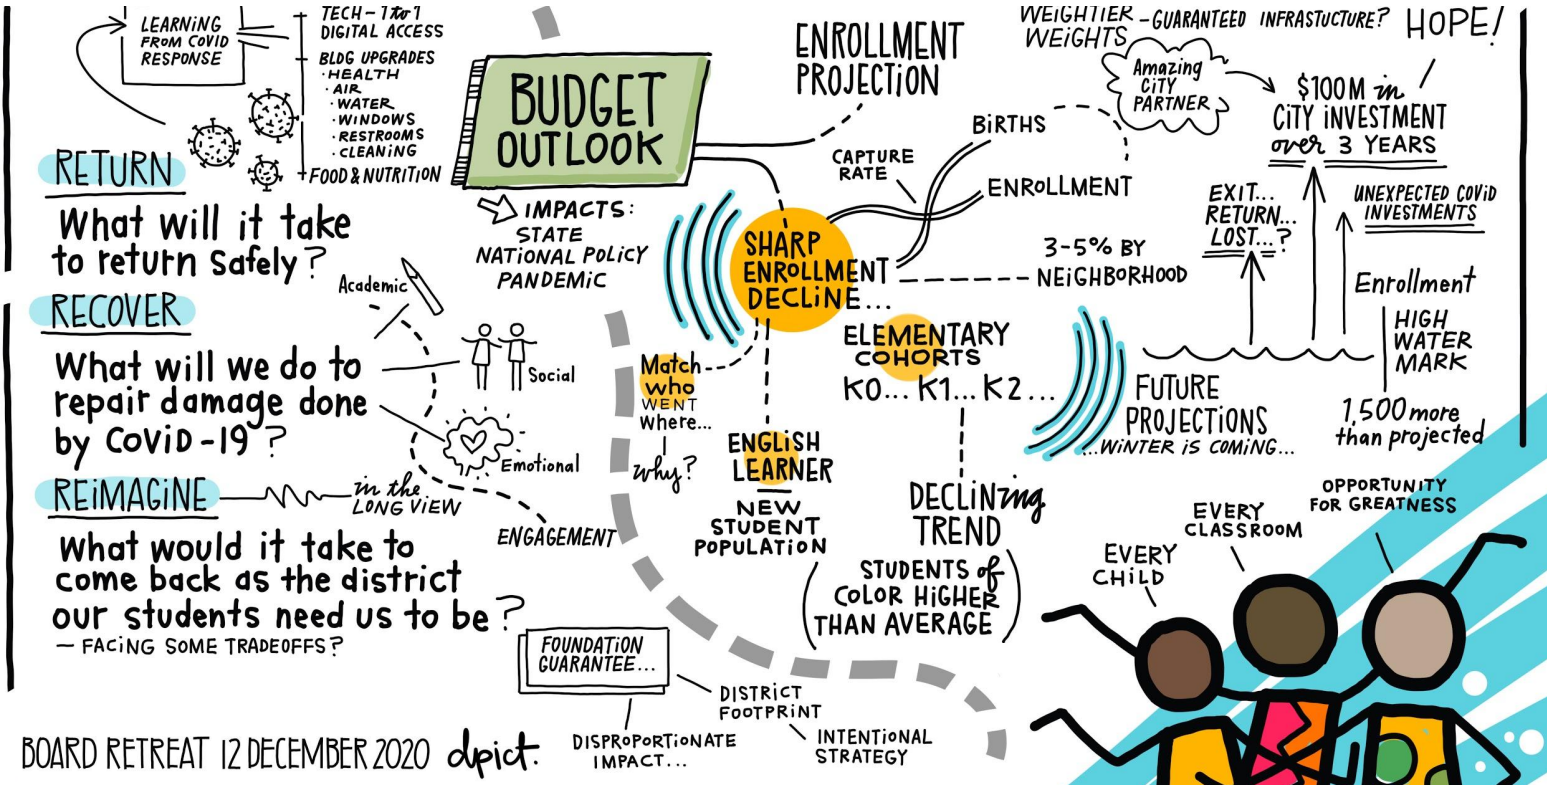 LEARNING
FROM COVID
RESPONSE
TECH - 1 to 1
DIGITAL ACCESS
BLDG UPGRADES
· HEALTH
· AIR
· WATER
· WINDOWS
· RESTROOMS
· CLEANING
FOOD & NUTRITION
RETURN
What will it take
to return safely?
RECOVER
What will we do to
repair damage done
by COVID-19?
Academic
Social
Emotional
ENGAGEMENT
REIMAGINE
in the
LONG VIEW
What would it take to
come back as the district
our students need us to be?
— FACING SOME TRADEOFFS?
BUDGET
OUTLOOK
IMPACTS:
STATE
NATIONAL POLICY
PANDEMIC
ENROLLMENT
PROJECTION
SHARP
ENROLLMENT
DECLINE...
CAPTURE
RATE
BIRTHS
ENROLLMENT
3-5% BY
NEIGHBORHOOD
Match
who
WENT
where...
why?
ENGLISH
LEARNER
NEW
STUDENT
POPULATION
ELEMENTARY
COHORTS
K0... K1... K2...
DECLINing
TREND
(STUDENTS of
COLOR HIGHER
THAN AVERAGE)
FOUNDATION
GUARANTEE...
DISPROPORTIONATE
IMPACT...
DISTRICT
FOOTPRINT
INTENTIONAL
STRATEGY
WEIGHTIER
WEIGHTS
- GUARANTEED INFRASTUCTURE?
HOPE!
Amazing
CITY
PARTNER
$100M in
CITY INVESTMENT
over 3 YEARS
EXIT...
RETURN...
LOST...?
UNEXPECTED COVID
INVESTMENTS
Enrollment
HIGH
WATER
MARK
1,500 more
than projected
FUTURE
PROJECTIONS
...WINTER IS COMING...
EVERY
CHILD
EVERY
CLASSROOM
OPPORTUNITY
FOR GREATNESS
BOARD RETREAT 12 DECEMBER 2020 dpict.